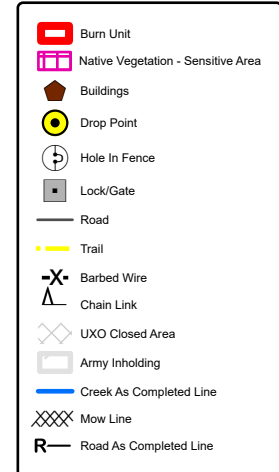 Burn Unit
Native Vegetation - Sensitive Area
Buildings
Drop Point
Hole In Fence
Lock/Gate
Road
Trail
-X- Barbed Wire
Chain Link
UXO Closed Area
Army Inholding
Creek As Completed Line
Mow Line
R— Road As Completed Line